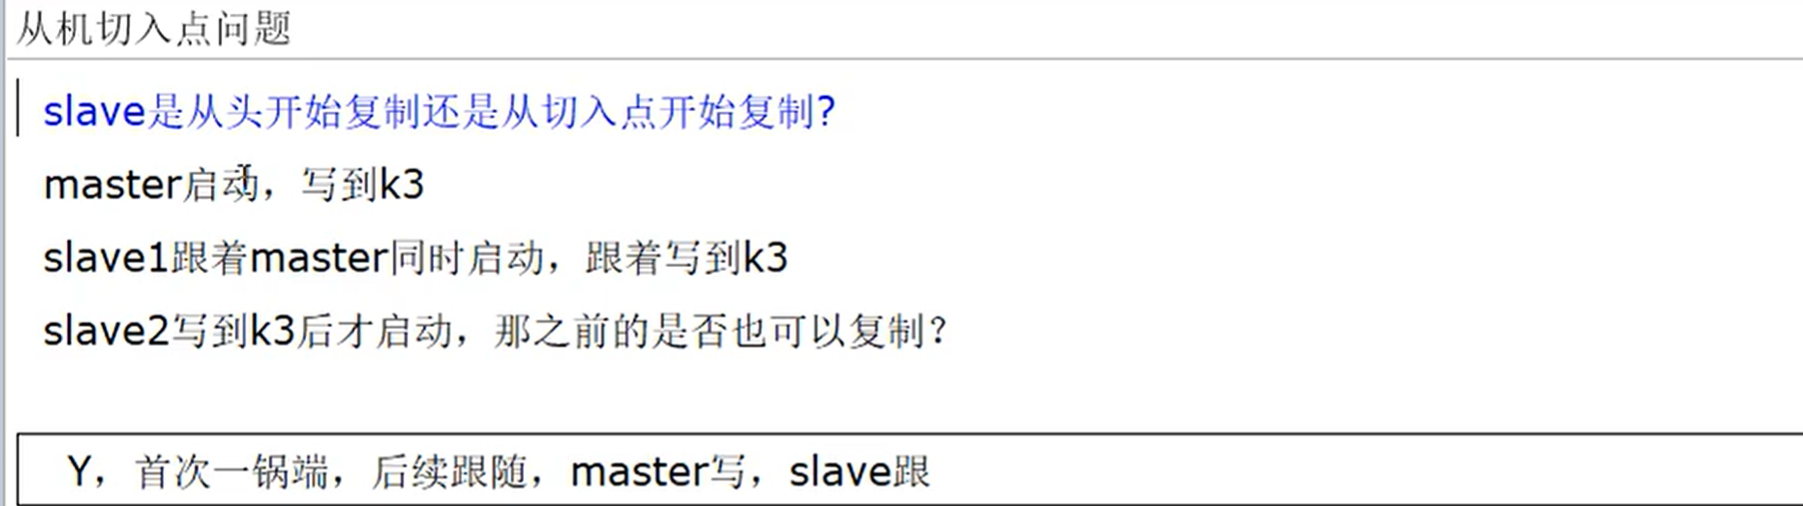 从机切入点问题
slave是从头开始复制还是从切入点开始复制?
master启动，写到k3
slave1跟着master同时启动，跟着写到k3
slave2写到k3后才启动，那之前的是否也可以复制？
Y，首次一锅端，后续跟随，master写，slave跟